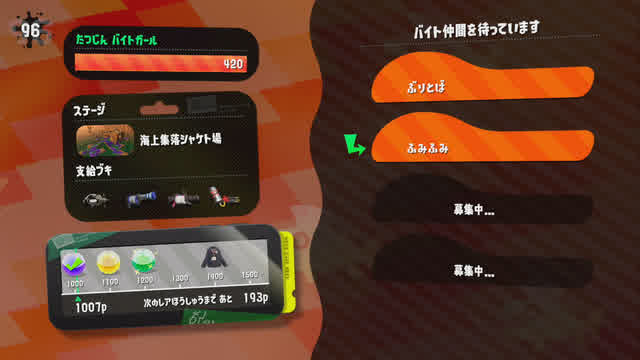 96
たつじん バイトガール
420
ステージ
海上集落シャケト場
支給ブキ
1000
1100
1200
1300
1400
1500
1007p
次のレアほうしゅうまで あと 193p
バイト仲間を待っています
ぶりとば
ふみふみ
募集中...
募集中...